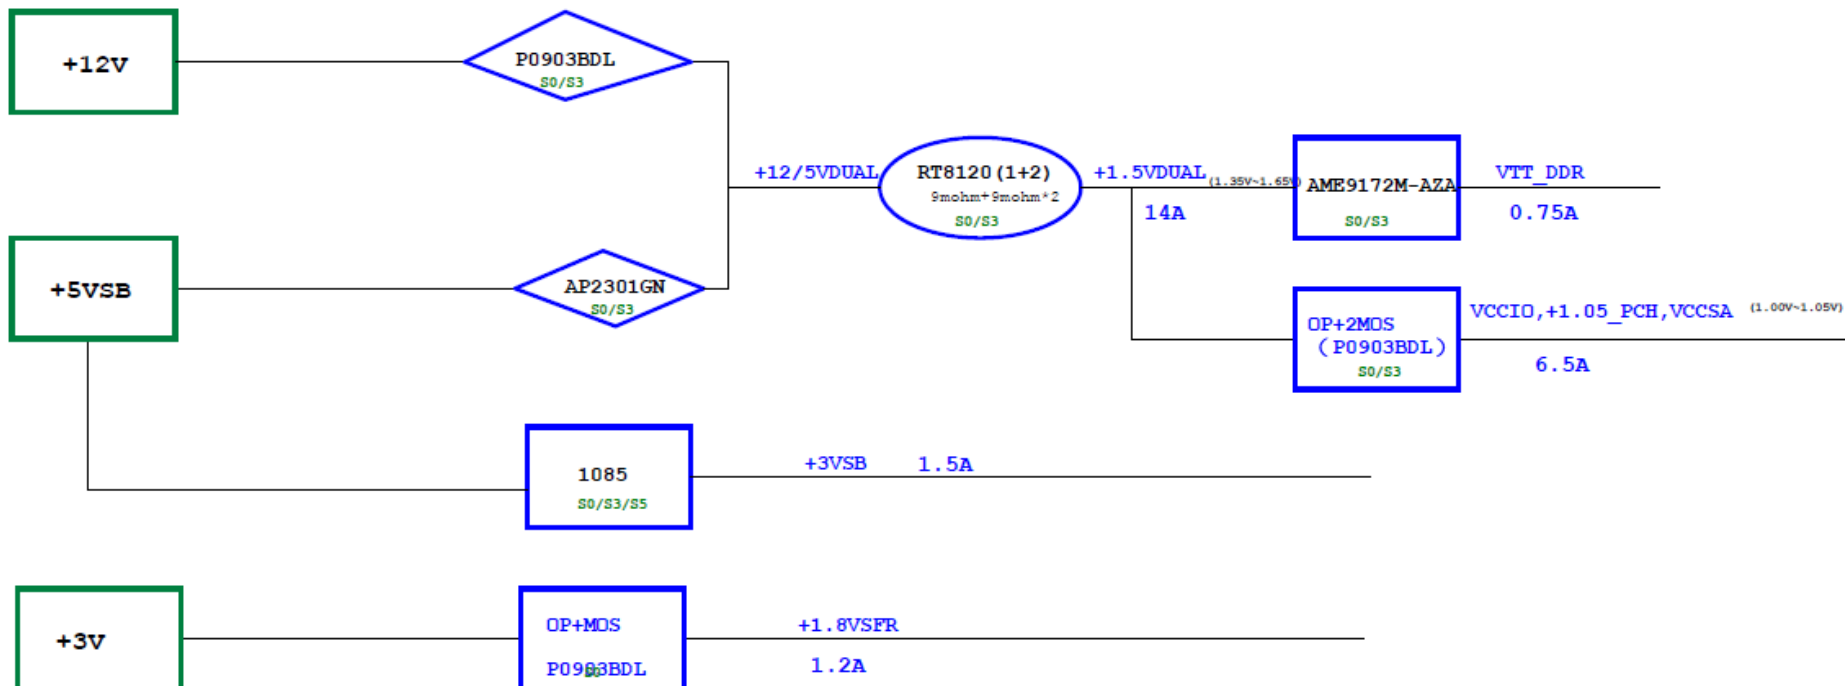 +12V
P0903BDL
S0/S3
+12/5VDUAL
RT8120(1+2)
9mohm+9mohm*2
S0/S3
+1.5VDUAL
(1.35V~1.65V)
14A
AME9172M-AZA
S0/S3
VTT_DDR
0.75A
+5VSB
AP2301GN
S0/S3
OP+2MOS
(P0903BDL)
S0/S3
VCCIO,+1.05_PCH,VCCSA
(1.00V~1.05V)
6.5A
1085
S0/S3/S5
+3VSB
1.5A
+3V
OP+MOS
P0903BDL
+1.8VSFR
1.2A